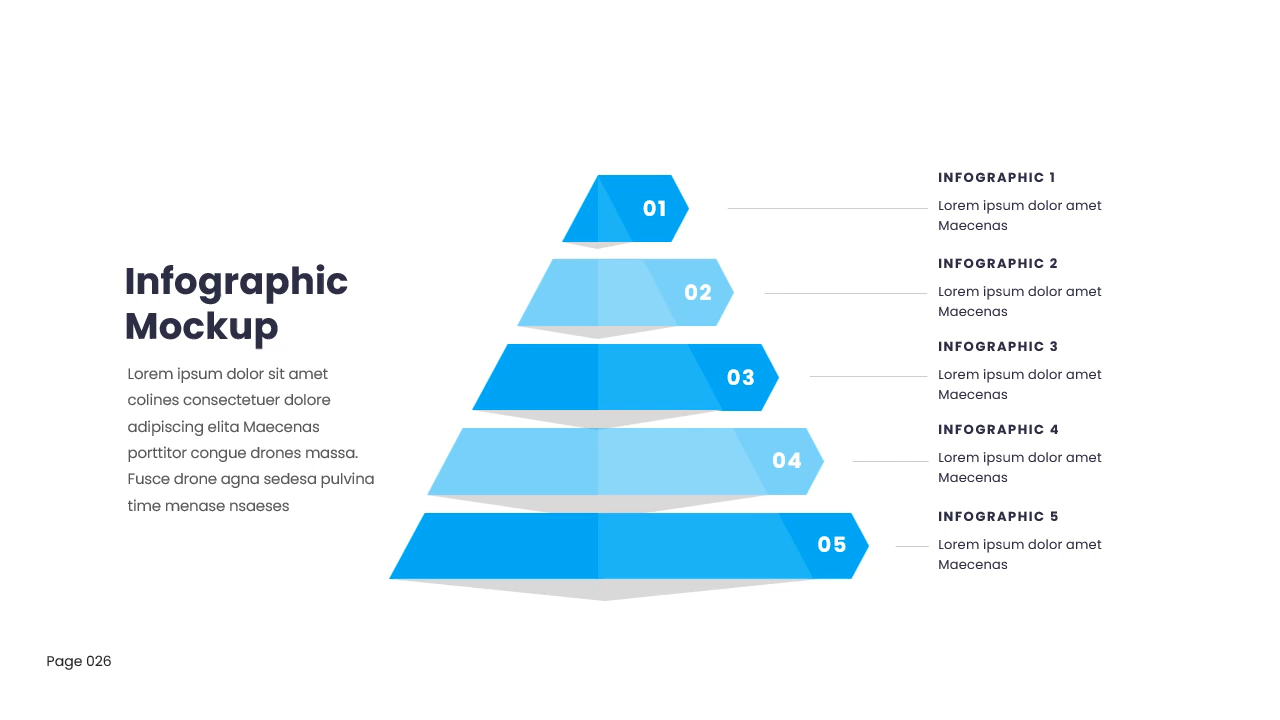 Infographic
Mockup
Lorem ipsum dolor sit amet
colines consectetuer dolore
adipiscing elita Maecenas
porttitor congue drones massa.
Fusce drone agna sedesa pulvina
time menase nsaeses
01
INFOGRAPHIC 1
Lorem ipsum dolor amet
Maecenas
02
INFOGRAPHIC 2
Lorem ipsum dolor amet
Maecenas
03
INFOGRAPHIC 3
Lorem ipsum dolor amet
Maecenas
04
INFOGRAPHIC 4
Lorem ipsum dolor amet
Maecenas
05
INFOGRAPHIC 5
Lorem ipsum dolor amet
Maecenas
Page 026